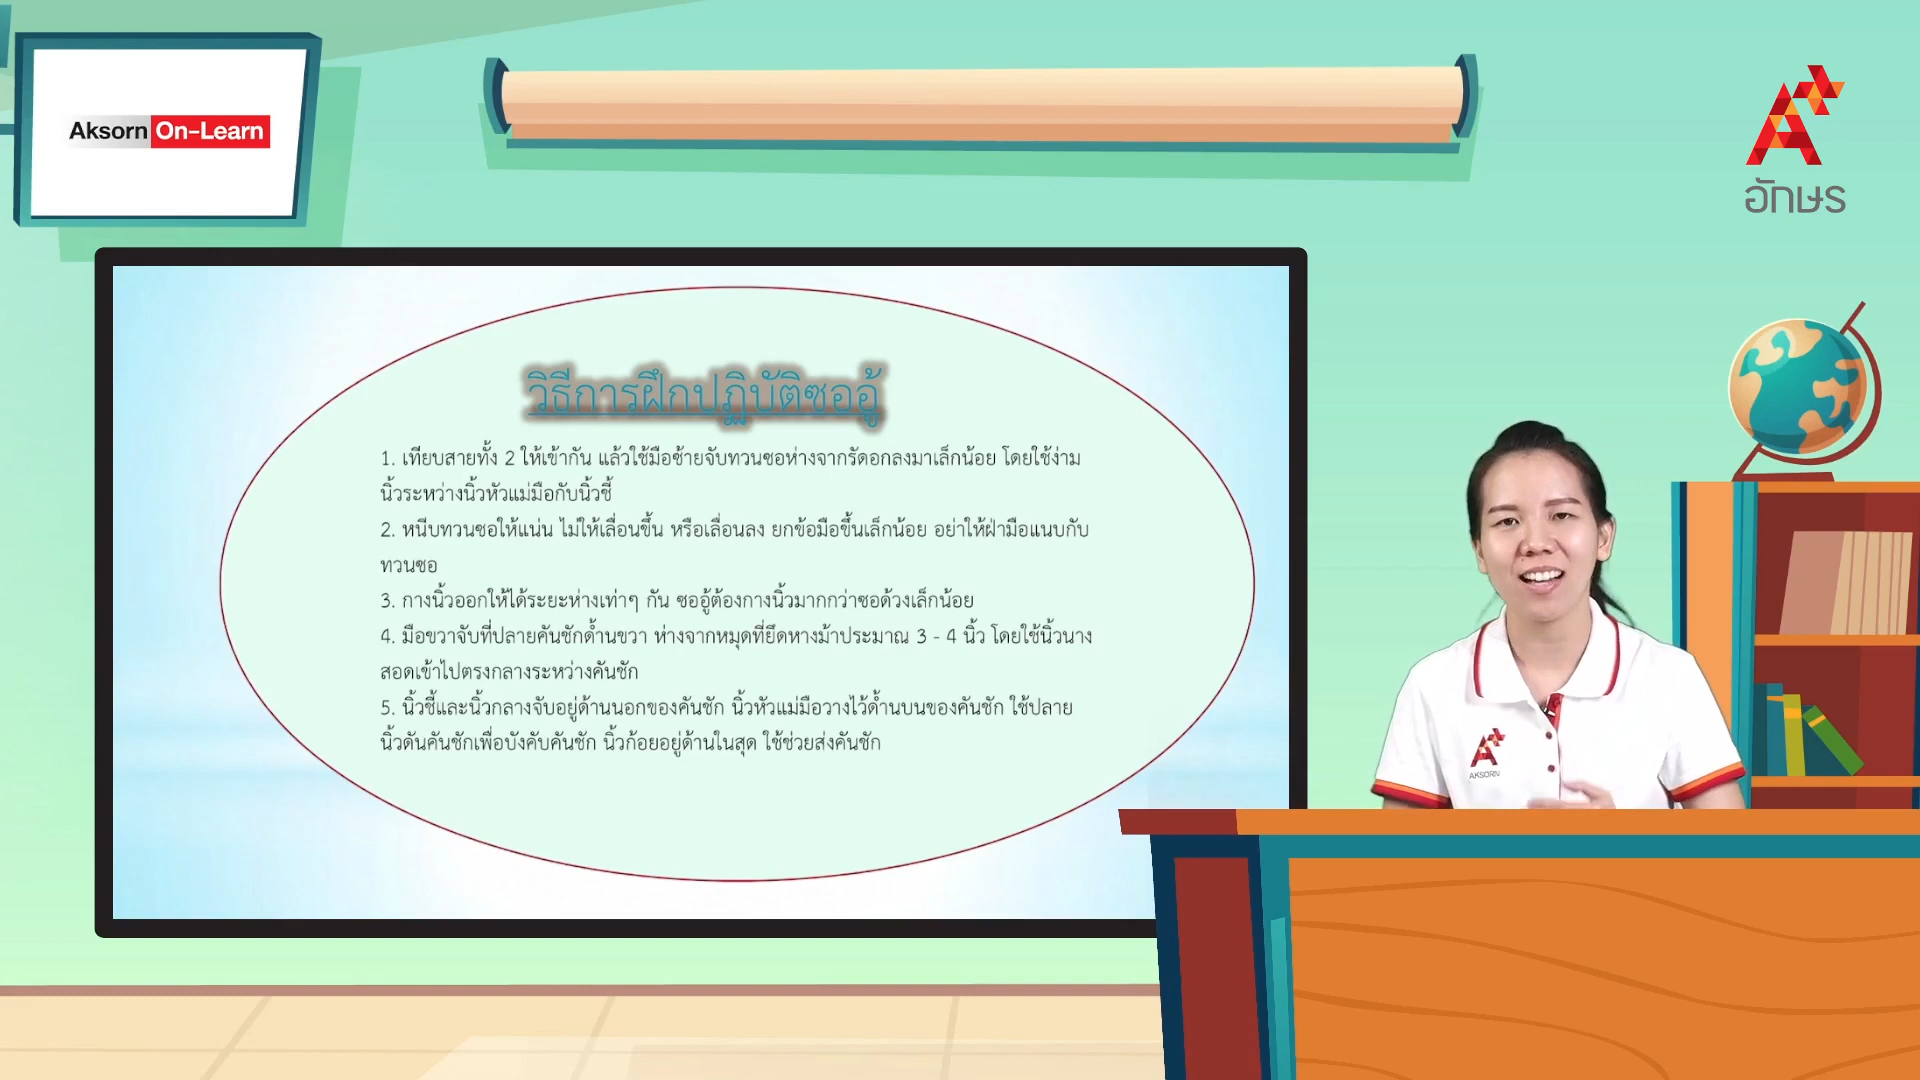 Aksorn On-Learn
อักษร
วิธีการฝึกปฏิบัติซออู้
1. เทียบสายทั้ง 2 ให้เข้ากัน แล้วใช้มือซ้ายจับทวนซอห่างจากรัดอกลงมาเล็กน้อย โดยใช้ง่าม
นิ้วระหว่างนิ้วหัวแม่มือกับนิ้วชี้
2. หนีบทวนซอให้แน่น ไม่ให้เลื่อนขึ้น หรือเลื่อนลง ยกข้อมือขึ้นเล็กน้อย อย่าให้ฝ่ามือแนบกับ
ทวนซอ
3. กางนิ้วออกให้ได้ระยะห่างเท่าๆ กัน ซออู้ต้องกางนิ้วมากกว่าซอด้วงเล็กน้อย
4. มือขวาจับที่ปลายคันชักด้ำนขวา ห่างจากหมุดที่ยึดหางม้าประมาณ 3 - 4 นิ้ว โดยใช้นิ้วนาง
สอดเข้าไปตรงกลางระหว่างคันชัก
5. นิ้วชี้และนิ้วกลางจับอยู่ด้านนอกของคันชัก นิ้วหัวแม่มือวางไว้ด้ำนบนของคันชัก ใช้ปลาย
นิ้วดันคันชักเพื่อบังคับคันชัก นิ้วก้อยอยู่ด้านในสุด ใช้ช่วยส่งคันชัก
AKSORN